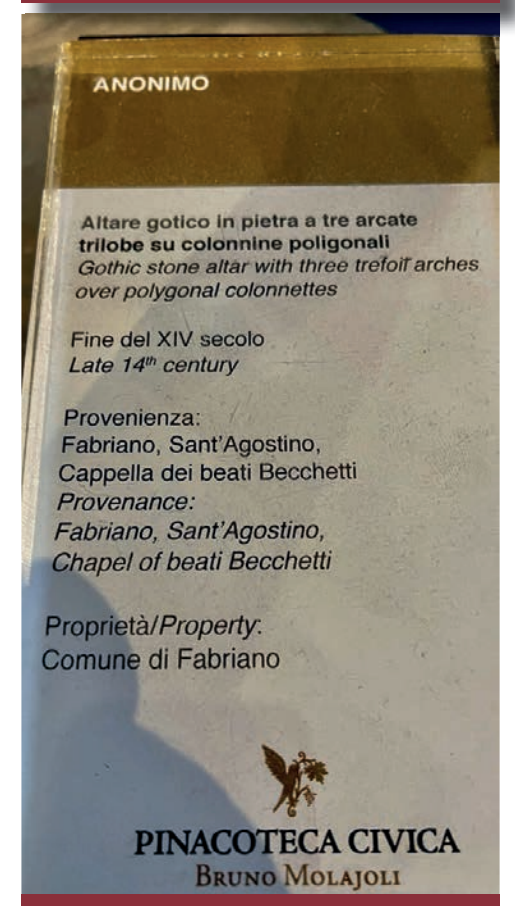 ANONIMO
Altare gotico in pietra a tre arcate
trilobe su colonnine poligonali
Gothic stone altar with three trefoil arches
over polygonal colonnettes
Fine del XIV secolo
Late 14th century
Provenienza:
Fabriano, Sant'Agostino,
Cappella dei beati Becchetti
Provenance:
Fabriano, Sant'Agostino,
Chapel of beati Becchetti
Proprietà/Property:
Comune di Fabriano
PINACOTECA CIVICA
BRUNO MOLAJOLI